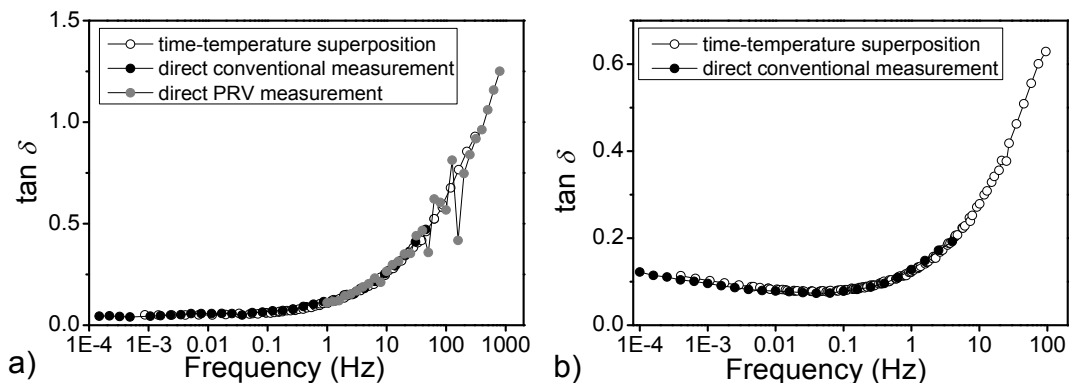 1.5
1.0
0.5
0.0
tan δ
time-temperature superposition
direct conventional measurement
direct PRV measurement
1E-4 1E-3 0.01 0.1 1 10 100 1000
Frequency (Hz)
a)
0.6
0.4
0.2
0.0
tan δ
time-temperature superposition
direct conventional measurement
1E-4 1E-3 0.01 0.1 1 10 100
Frequency (Hz)
b)